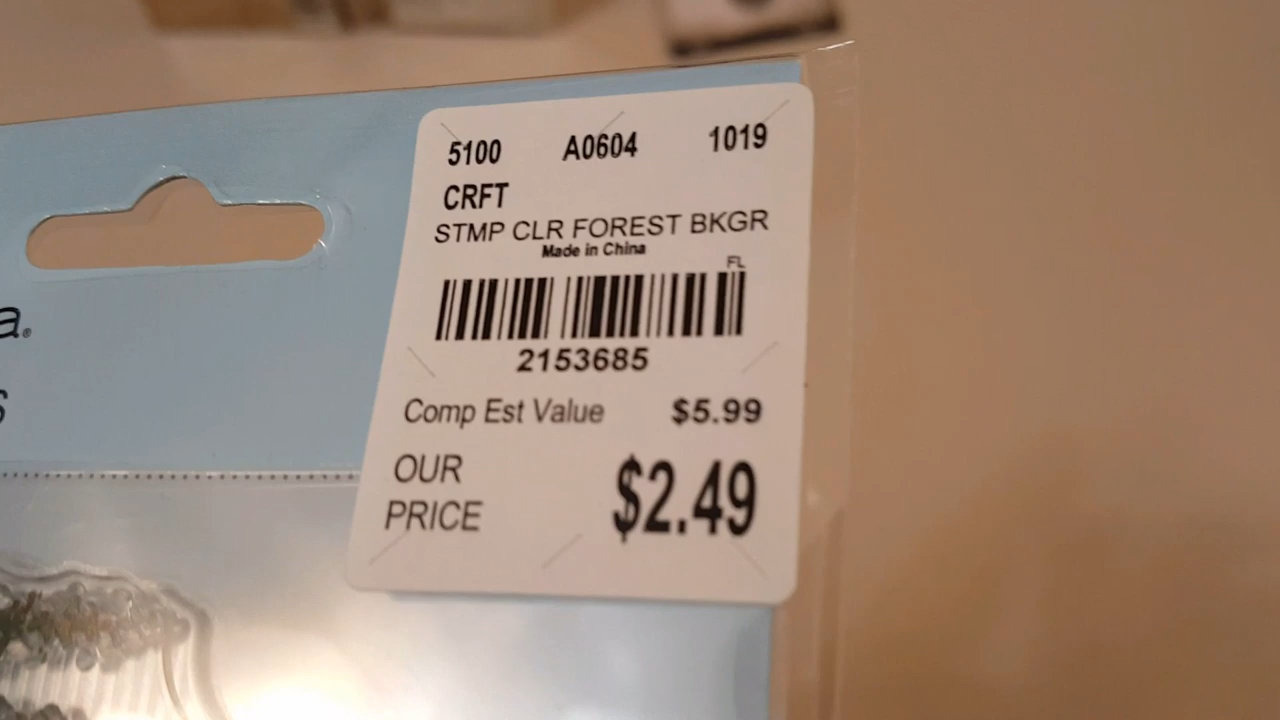 5100 A0604 1019
CRFT
STMP CLR FOREST BKGR
Made in China
FL
2153685
Comp Est Value $5.99
OUR
PRICE $2.49
a®
s